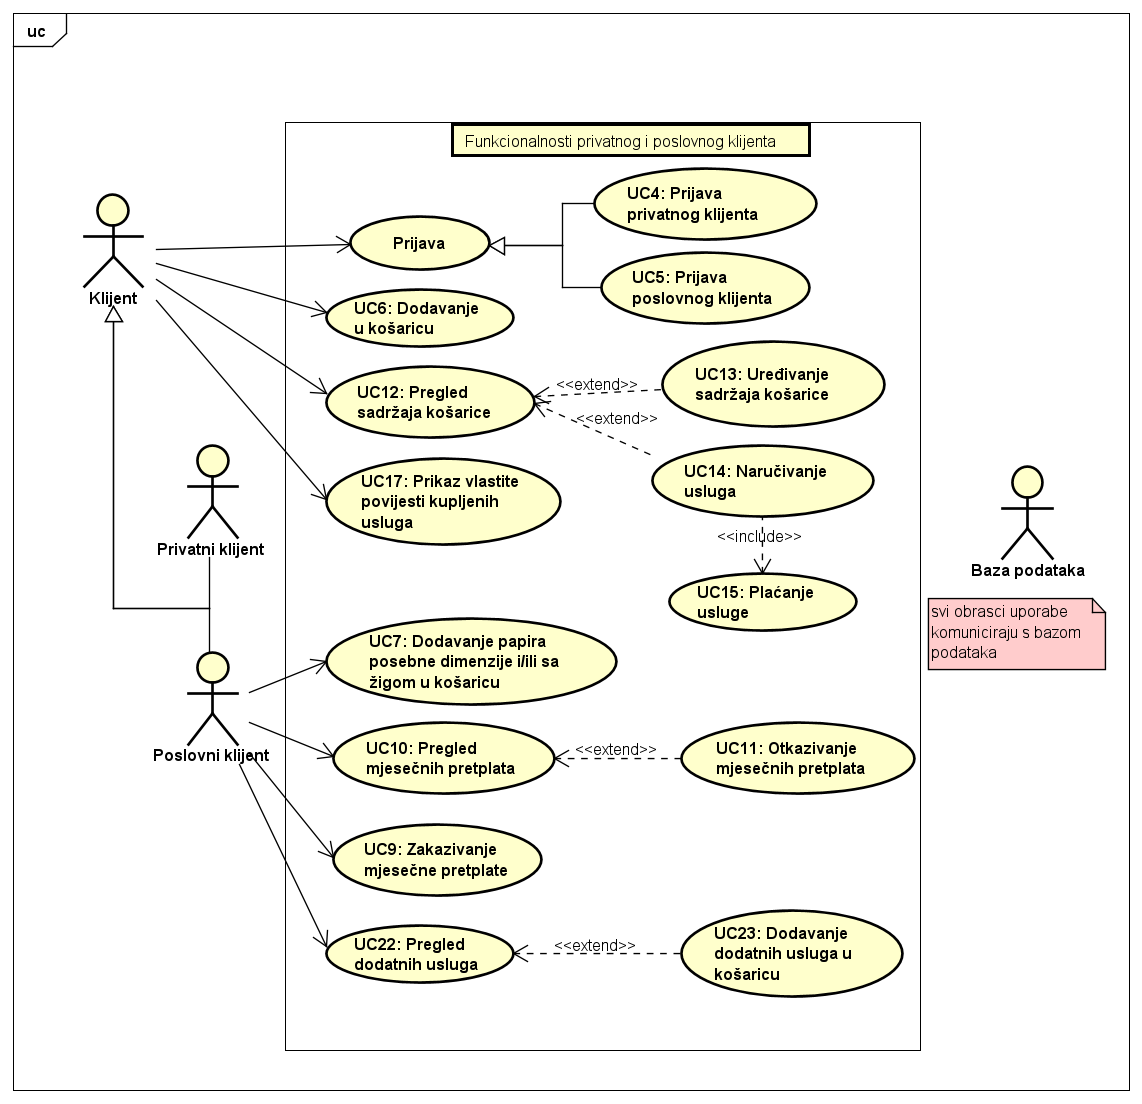 uc
Funkcionalnosti privatnog i poslovnog klijenta
UC4: Prijava
privatnog klijenta
Prijava
UC5: Prijava
poslovnog klijenta
Klijent
UC6: Dodavanje
u košaricu
UC12: Pregled
sadržaja košarice
<<extend>>
UC13: Uređivanje
sadržaja košarice
<<extend>>
UC14: Naručivanje
usluga
UC17: Prikaz vlastite
povijesti kupljenih
usluga
<<include>>
Privatni klijent
Baza podataka
UC15: Plaćanje
usluge
svi obrasci uporabe
komuniciraju s bazom
podataka
UC7: Dodavanje papira
posebne dimenzije i/ili sa
žigom u košaricu
Poslovni klijent
UC10: Pregled
mjesečnih pretplata
<<extend>>
UC11: Otkazivanje
mjesečnih pretplata
UC9: Zakazivanje
mjesečne pretplate
UC22: Pregled
dodatnih usluga
<<extend>>
UC23: Dodavanje
dodatnih usluga u
košaricu